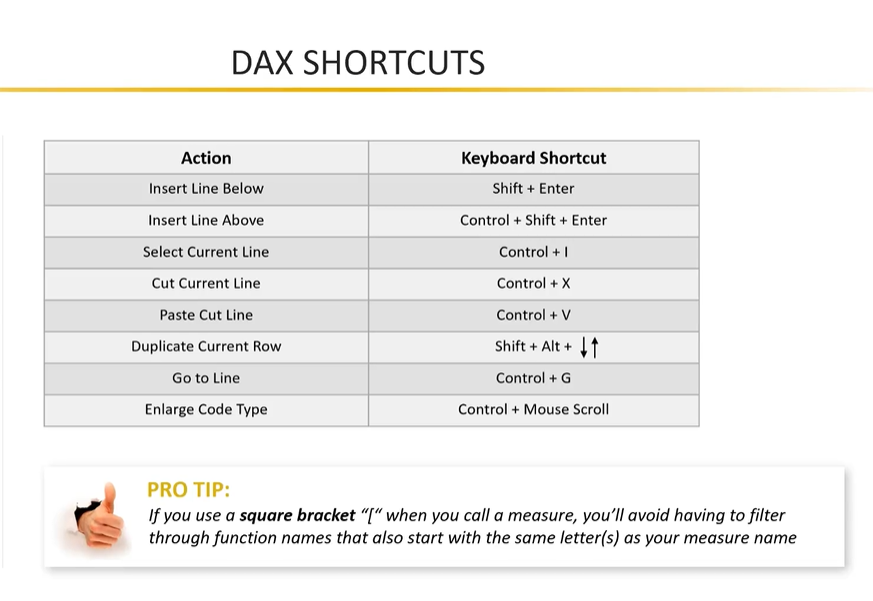 DAX SHORTCUTS
Action Keyboard Shortcut
Insert Line Below Shift + Enter
Insert Line Above Control + Shift + Enter
Select Current Line Control + I
Cut Current Line Control + X
Paste Cut Line Control + V
Duplicate Current Row Shift + Alt + ↓↑
Go to Line Control + G
Enlarge Code Type Control + Mouse Scroll
PRO TIP:
If you use a square bracket “[“ when you call a measure, you’ll avoid having to filter
through function names that also start with the same letter(s) as your measure name